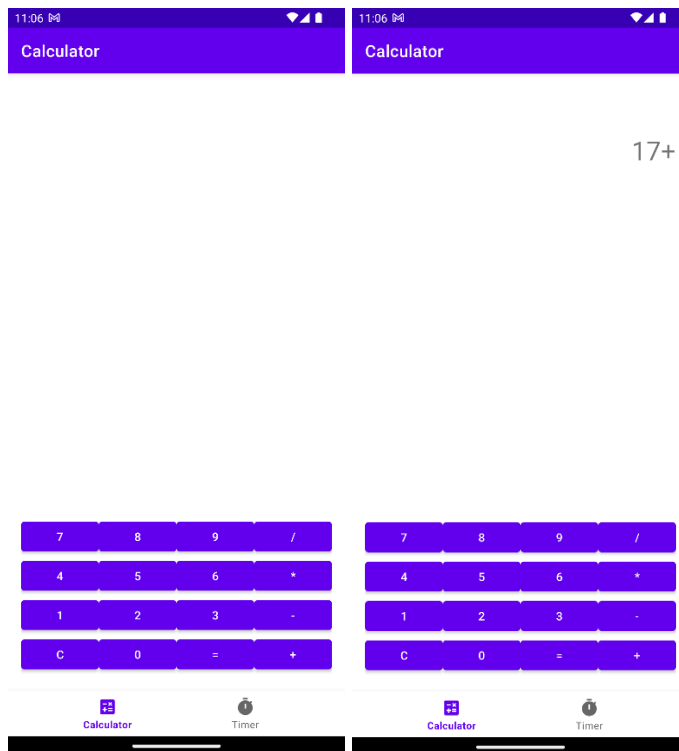 11:06
Calculator
7 8 9 /
4 5 6 *
1 2 3 -
C 0 = +
Calculator Timer
11:06
Calculator
17+
7 8 9 /
4 5 6 *
1 2 3 -
C 0 = +
Calculator Timer